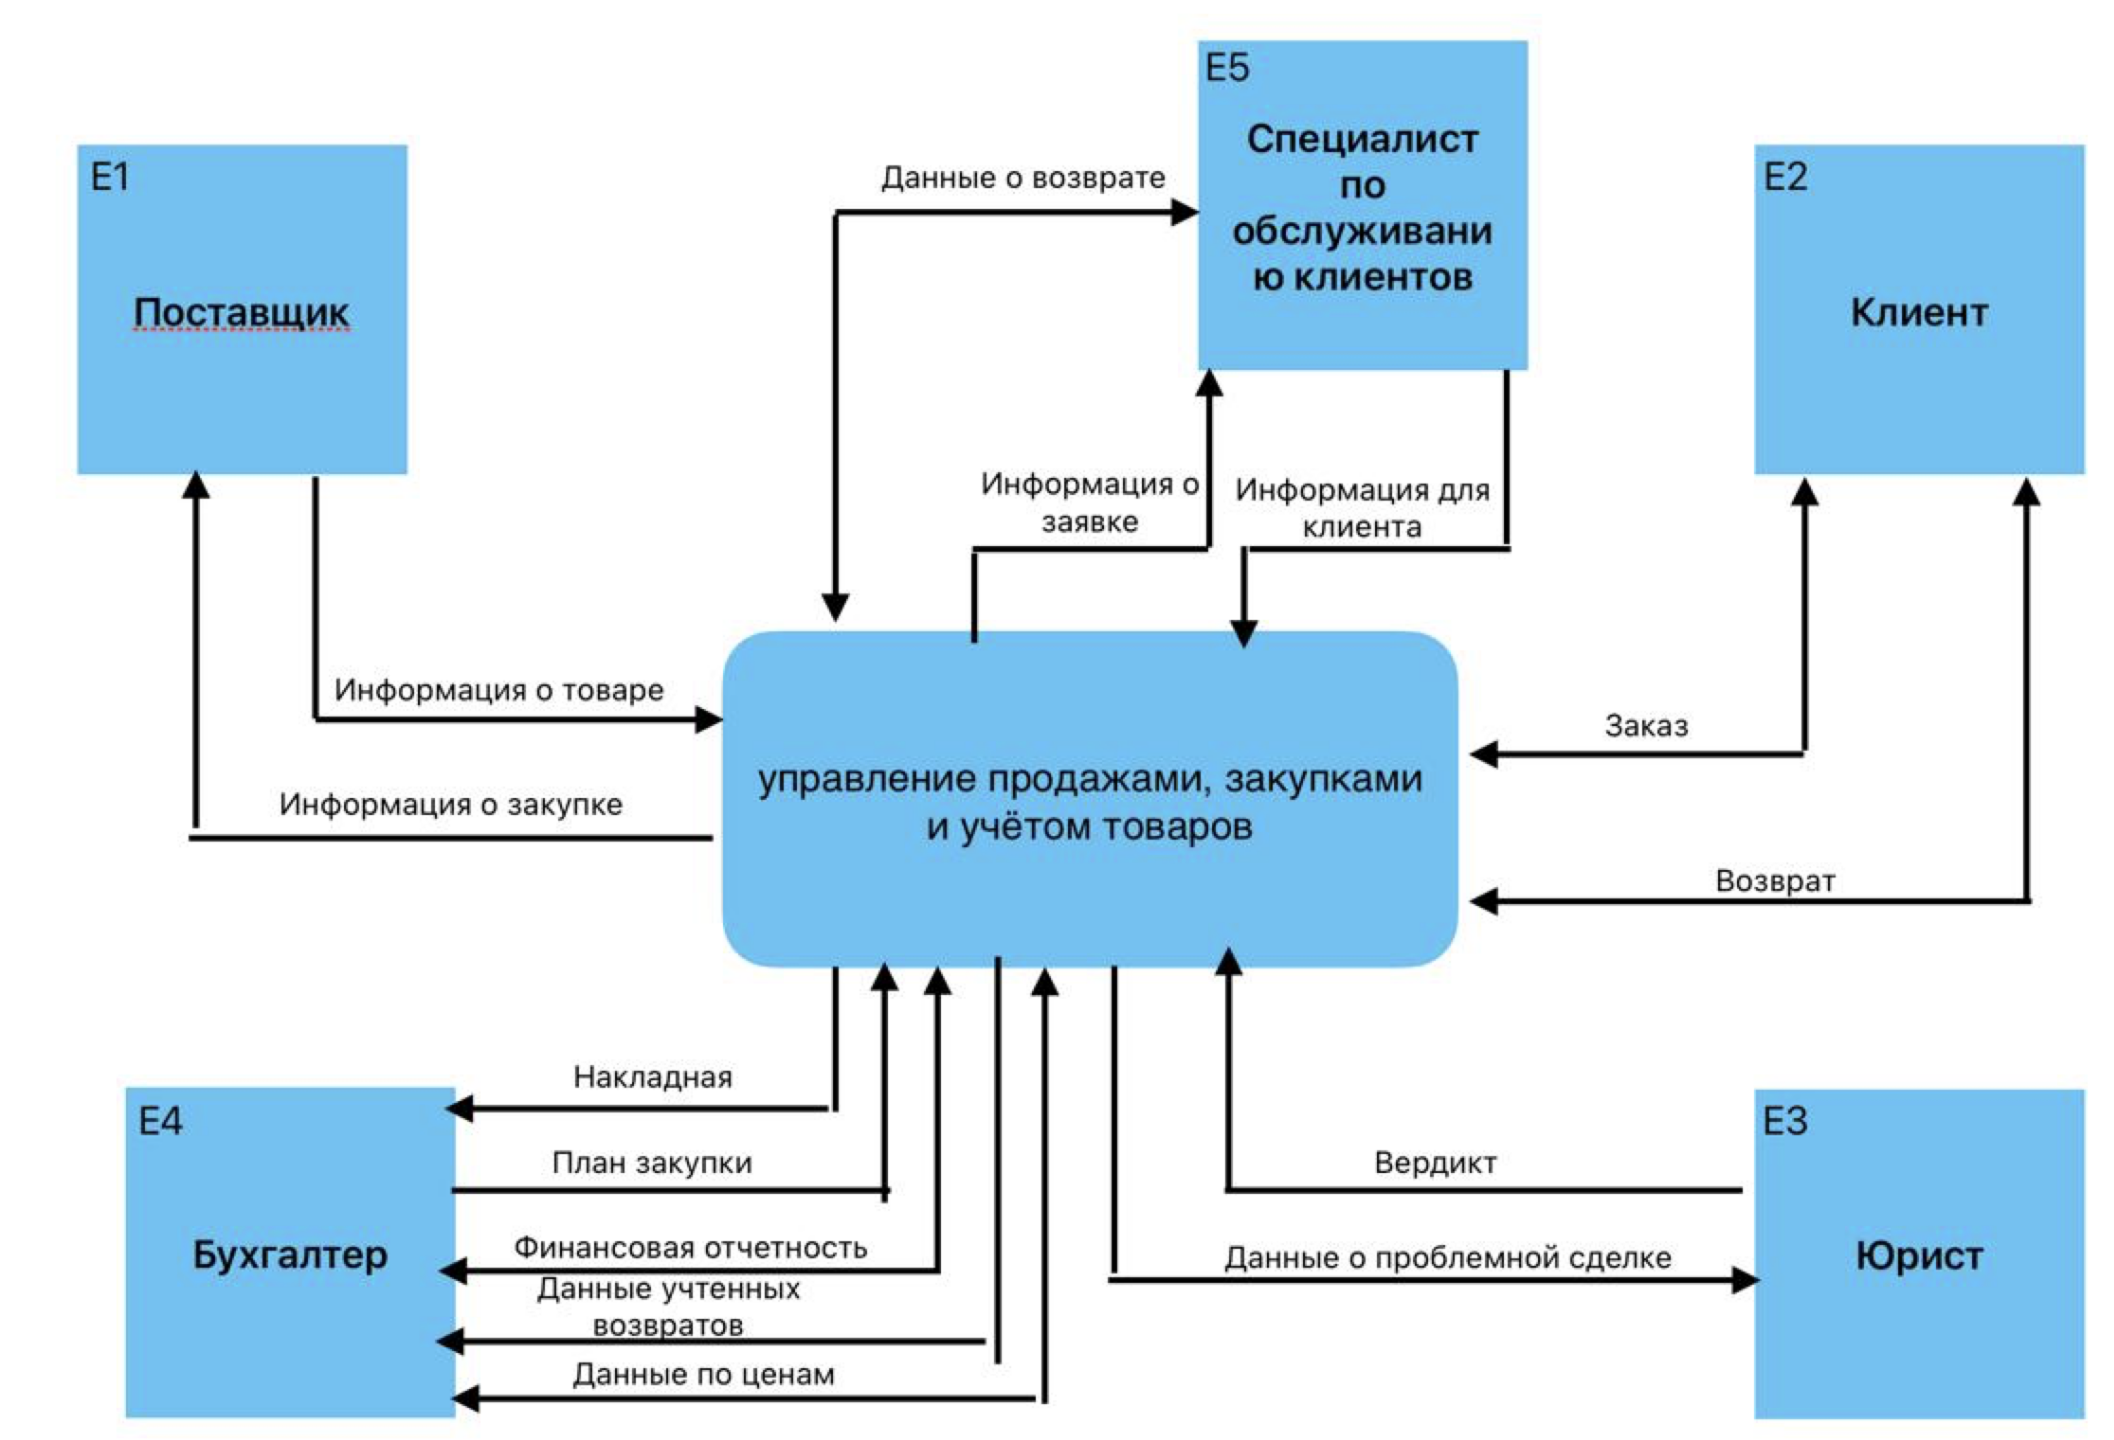 E5
Специалист
по
обслуживани
ю клиентов
E1
Поставщик
E2
Клиент
Данные о возврате
Информация о
заявке
Информация для
клиента
Информация о товаре
Заказ
управление продажами, закупками
и учётом товаров
Информация о закупке
Возврат
Накладная
E4
Бухгалтер
План закупки
Финансовая отчетность
Данные учтенных
возвратов
Данные по ценам
Вердикт
Данные о проблемной сделке
E3
Юрист